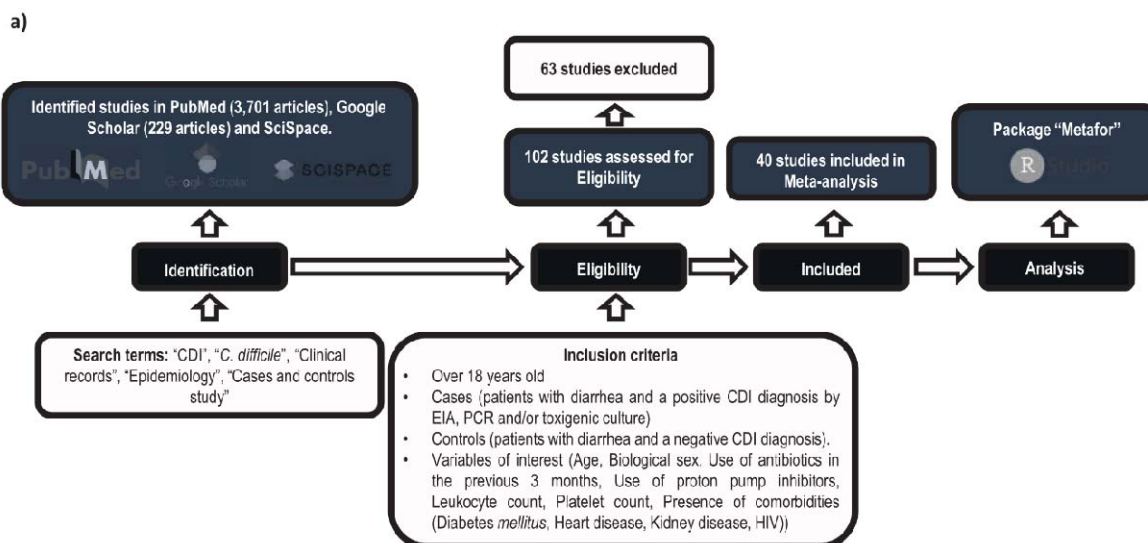 a)
63 studies excluded
Identified studies in PubMed (3,701 articles), Google
Scholar (229 articles) and SciSpace.
PubMed
Google Scholar
SCISPACE
102 studies assessed for
Eligibility
40 studies included in
Meta-analysis
Package “Metafor”
R Studio
Identification
Eligibility
Included
Analysis
Search terms: “CDI”, “C. difficile”, “Clinical
records”, “Epidemiology”, “Cases and controls
study”
Inclusion criteria
• Over 18 years old
• Cases (patients with diarrhea and a positive CDI diagnosis by
EIA, PCR and/or toxigenic culture)
• Controls (patients with diarrhea and a negative CDI diagnosis).
• Variables of interest (Age, Biological sex. Use of antibiotics in
the previous 3 months, Use of proton pump inhibitors,
Leukocyte count, Platelet count, Presence of comorbidities
(Diabetes mellitus, Heart disease, Kidney disease, HIV))